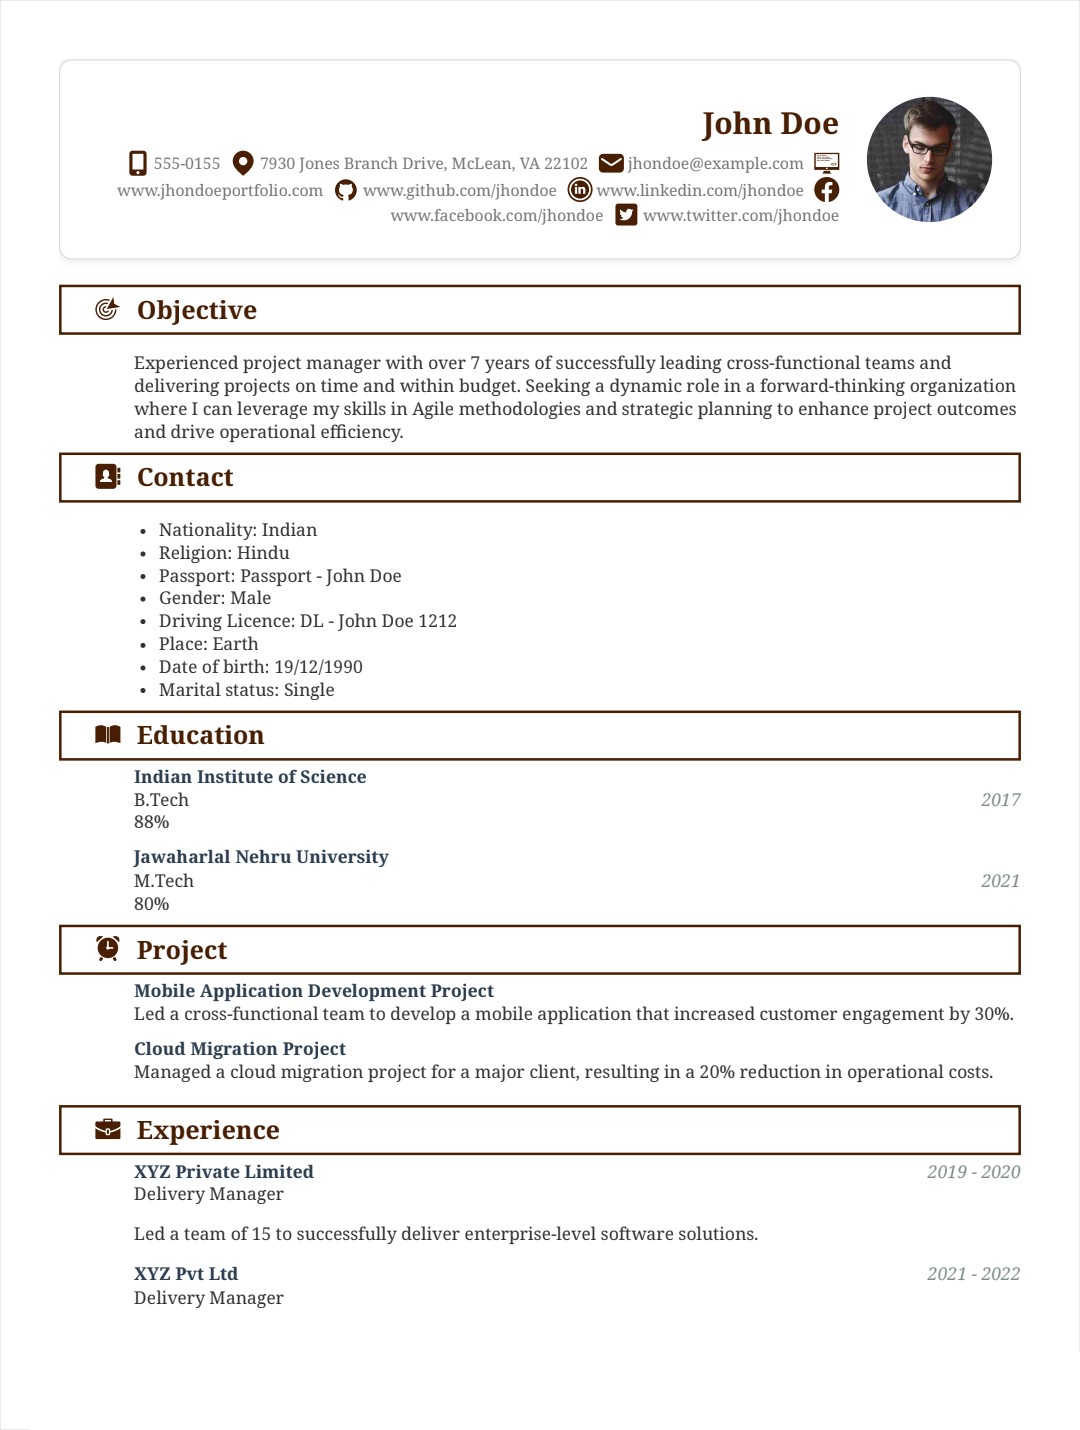 John Doe
555-0155 7930 Jones Branch Drive, McLean, VA 22102 jhondoe@example.com
www.jhondoeportfolio.com www.github.com/jhondoe www.linkedin.com/jhondoe
www.facebook.com/jhondoe www.twitter.com/jhondoe
Objective
Experienced project manager with over 7 years of successfully leading cross-functional teams and
delivering projects on time and within budget. Seeking a dynamic role in a forward-thinking organization
where I can leverage my skills in Agile methodologies and strategic planning to enhance project outcomes
and drive operational efficiency.
Contact
• Nationality: Indian
• Religion: Hindu
• Passport: Passport - John Doe
• Gender: Male
• Driving Licence: DL - John Doe 1212
• Place: Earth
• Date of birth: 19/12/1990
• Marital status: Single
Education
Indian Institute of Science
B.Tech 2017
88%
Jawaharlal Nehru University
M.Tech 2021
80%
Project
Mobile Application Development Project
Led a cross-functional team to develop a mobile application that increased customer engagement by 30%.
Cloud Migration Project
Managed a cloud migration project for a major client, resulting in a 20% reduction in operational costs.
Experience
XYZ Private Limited 2019 - 2020
Delivery Manager
Led a team of 15 to successfully deliver enterprise-level software solutions.
XYZ Pvt Ltd 2021 - 2022
Delivery Manager